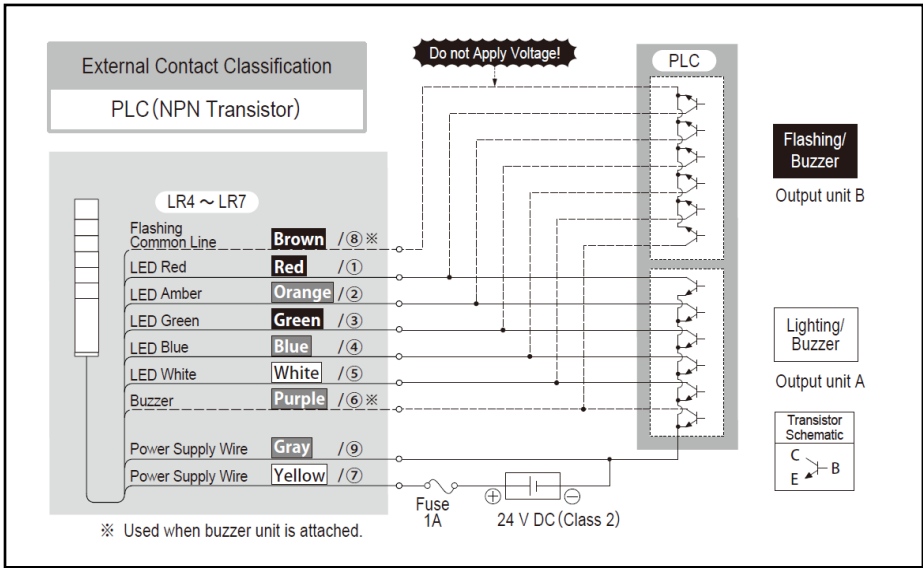 External Contact Classification
PLC (NPN Transistor)
Do not Apply Voltage!
PLC
LR4 ~ LR7
Flashing
Common Line Brown /⑧ ※
LED Red Red /①
LED Amber Orange /②
LED Green Green /③
LED Blue Blue /④
LED White White /⑤
Buzzer Purple /⑥ ※
Power Supply Wire Gray /⑨
Power Supply Wire Yellow /⑦
Fuse
1A
⊕ ⊖
24 V DC (Class 2)
※ Used when buzzer unit is attached.
Flashing/
Buzzer
Output unit B
Lighting/
Buzzer
Output unit A
Transistor
Schematic
C
B
E